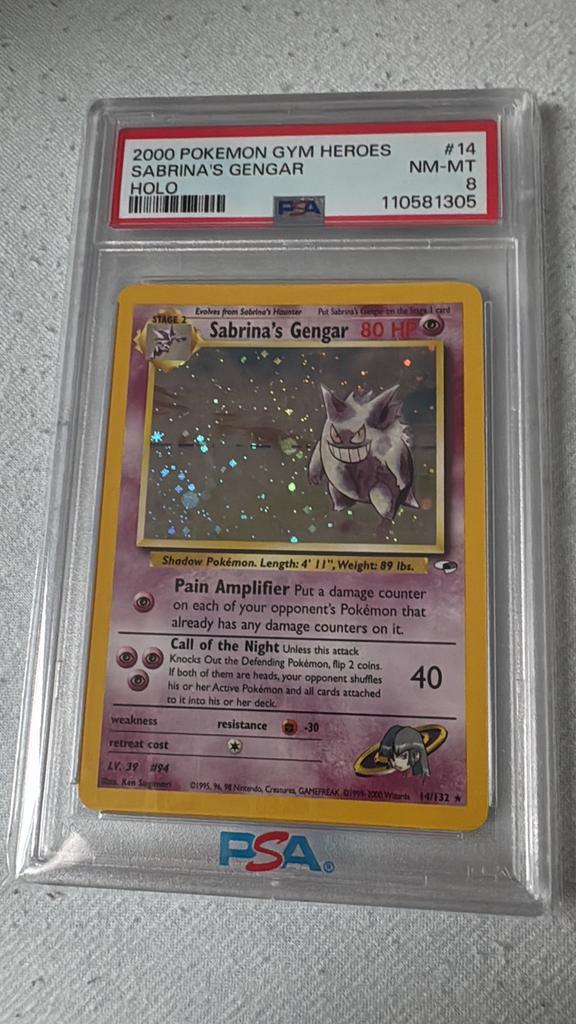 2000 POKEMON GYM HEROES #14
SABRINA'S GENGAR NM-MT
HOLO 8
110581305
PSA
Evolves from Sabrina's Haunter Put Sabrina's Gengar on the Stage 1 card
STAGE 2
Sabrina's Gengar 80 HP
Shadow Pokémon. Length: 4' 11", Weight: 89 lbs.
Pain Amplifier Put a damage counter
on each of your opponent's Pokémon that
already has any damage counters on it.
Call of the Night Unless this attack
Knocks Out the Defending Pokémon, flip 2 coins.
If both of them are heads, your opponent shuffles
his or her Active Pokémon and all cards attached
to it into his or her deck.
40
weakness resistance -30
retreat cost
LV. 39 #94
Illus. Ken Sugimori ©1995, 96, 98 Nintendo, Creatures, GAMEFREAK. ©1999-2000 Wizards. 14/132 ★
PSA®